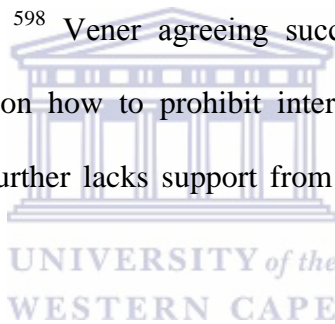 598 Vener agreeing succ
on how to prohibit inter
urther lacks support from
UNIVERSITY of the
WESTERN CAPE